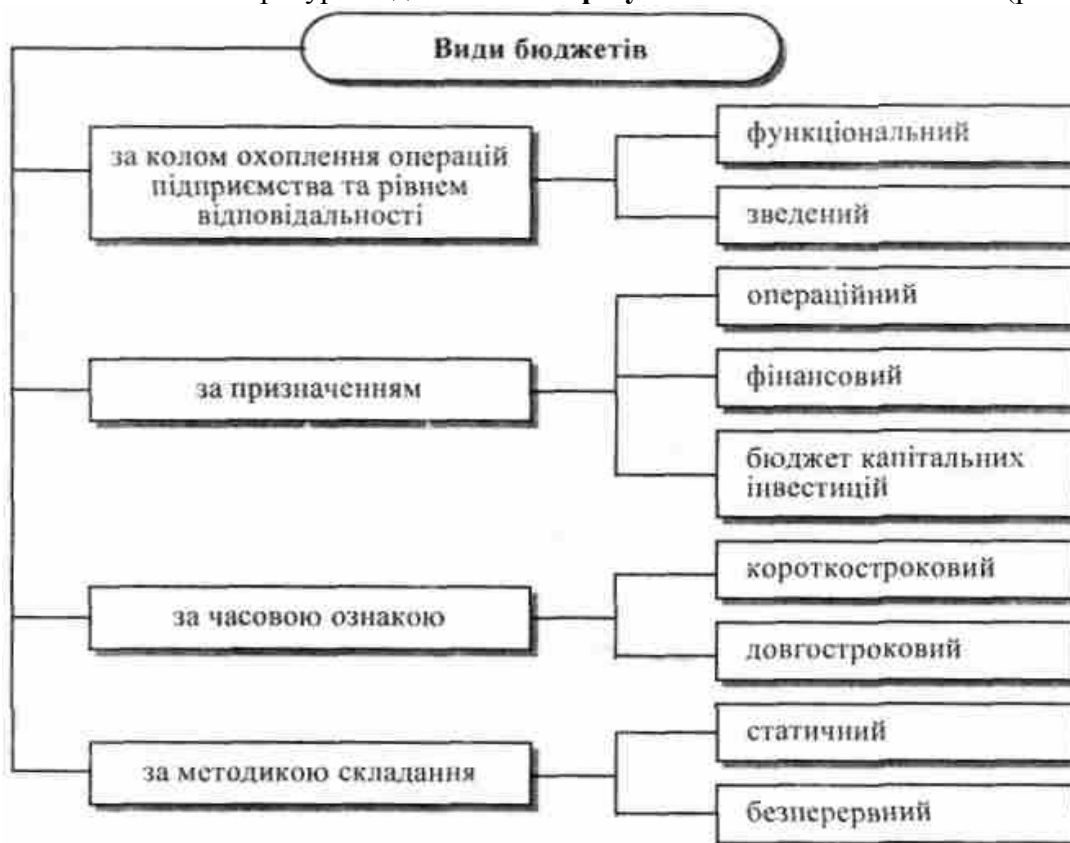 Види бюджетів
за колом охоплення операцій
підприємства та рівнем
відповідальності
функціональний
зведений
за призначенням
операційний
фінансовий
бюджет капітальних
інвестицій
за часовою ознакою
короткостроковий
довгостроковий
за методикою складання
статичний
безперервний